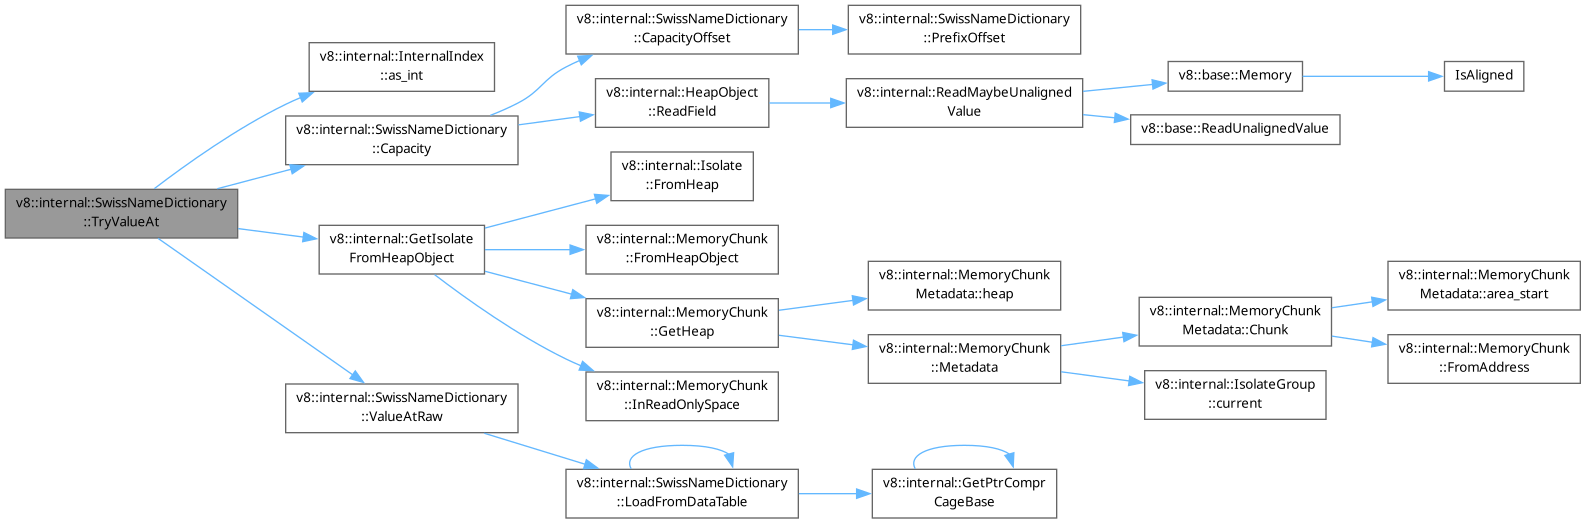 v8::internal::SwissNameDictionary
::TryValueAt
v8::internal::InternalIndex
::as_int
v8::internal::SwissNameDictionary
::Capacity
v8::internal::GetIsolate
FromHeapObject
v8::internal::SwissNameDictionary
::ValueAtRaw
v8::internal::SwissNameDictionary
::CapacityOffset
v8::internal::HeapObject
::ReadField
v8::internal::Isolate
::FromHeap
v8::internal::MemoryChunk
::FromHeapObject
v8::internal::MemoryChunk
::GetHeap
v8::internal::MemoryChunk
::InReadOnlySpace
v8::internal::SwissNameDictionary
::LoadFromDataTable
v8::internal::SwissNameDictionary
::PrefixOffset
v8::internal::ReadMaybeUnaligned
Value
v8::internal::MemoryChunk
Metadata::heap
v8::internal::MemoryChunk
::Metadata
v8::internal::GetPtrCompr
CageBase
v8::base::Memory
v8::base::ReadUnalignedValue
v8::internal::MemoryChunk
Metadata::Chunk
v8::internal::IsolateGroup
::current
IsAligned
v8::internal::MemoryChunk
Metadata::area_start
v8::internal::MemoryChunk
::FromAddress